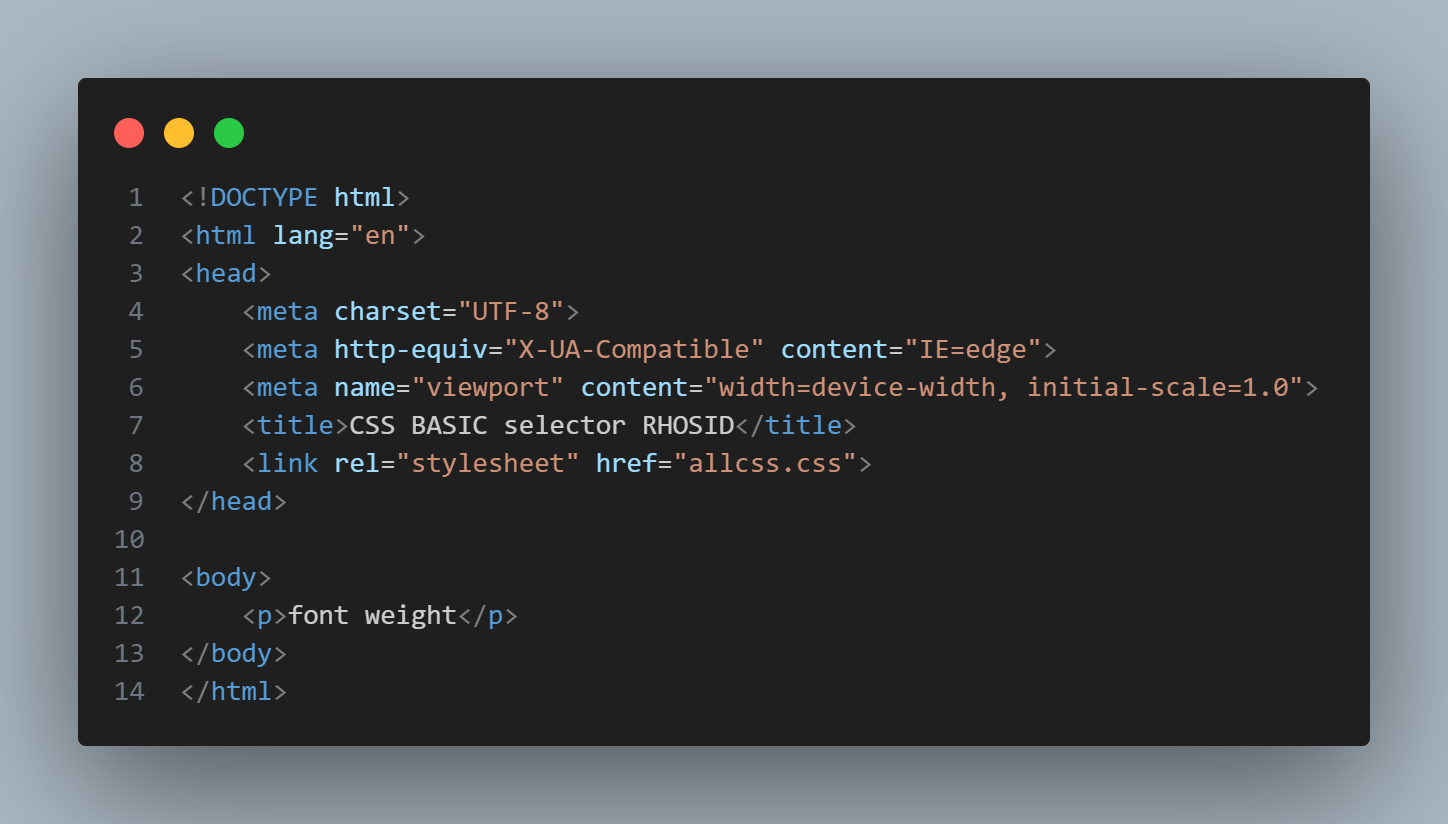 1 <!DOCTYPE html>
2 <html lang="en">
3 <head>
4     <meta charset="UTF-8">
5     <meta http-equiv="X-UA-Compatible" content="IE=edge">
6     <meta name="viewport" content="width=device-width, initial-scale=1.0">
7     <title>CSS BASIC selector RHOSID</title>
8     <link rel="stylesheet" href="allcss.css">
9 </head>
10
11 <body>
12     <p>font weight</p>
13 </body>
14 </html>